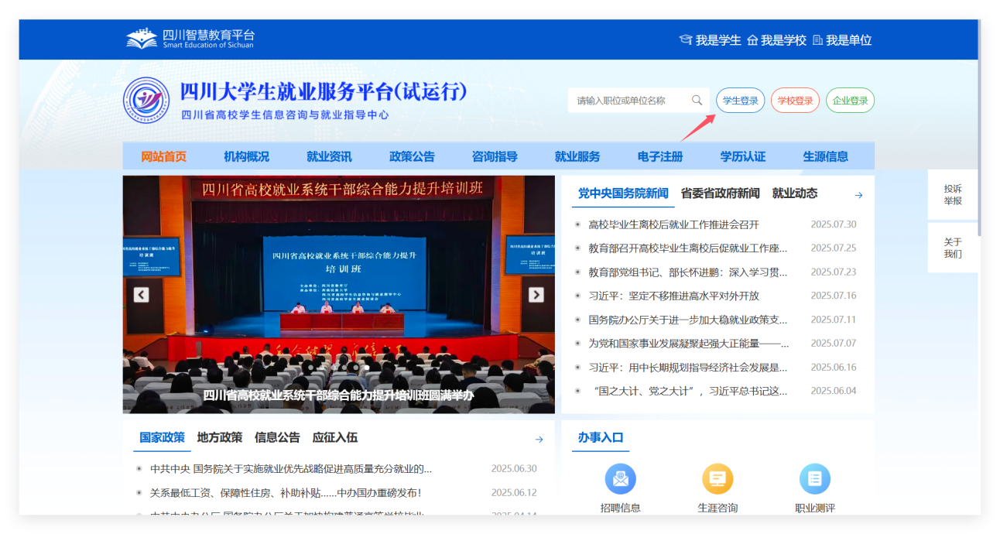 四川智慧教育平台
Smart Education of Sichuan
我是学生 我是学校 我是单位
四川大学生就业服务平台(试运行)
四川省高校学生信息咨询与就业指导中心
请输入职位或单位名称
学生登录 学校登录 企业登录
网站首页 机构概况 就业资讯 政策公告 咨询指导 就业服务 电子注册 学历认证 生源信息
投诉
举报
关于
我们
四川省高校就业系统干部综合能力提升培训班
四川省高校就业系统干部综合能力提升
培训班
四川省高校就业系统干部综合能力提升培训班圆满举办
党中央国务院新闻 省委省政府新闻 就业动态 →
高校毕业生离校后就业工作推进会召开 2025.07.30
教育部召开高校毕业生离校后促就业工作座... 2025.07.25
教育部党组书记、部长怀进鹏：深入学习贯... 2025.07.23
习近平：坚定不移推进高水平对外开放 2025.07.16
国务院办公厅关于进一步加大稳就业政策支... 2025.07.11
为党和国家事业发展凝聚起强大正能量——... 2025.07.07
习近平：用中长期规划指导经济社会发展是... 2025.06.16
“国之大计、党之大计”，习近平总书记这... 2025.06.04
国家政策 地方政策 信息公告 应征入伍 →
中共中央 国务院关于实施就业优先战略促进高质量充分就业的... 2025.06.30
关系最低工资、保障性住房、补助补贴......中办国办重磅发布！ 2025.06.12
办事入口
招聘信息 生涯咨询 职业测评